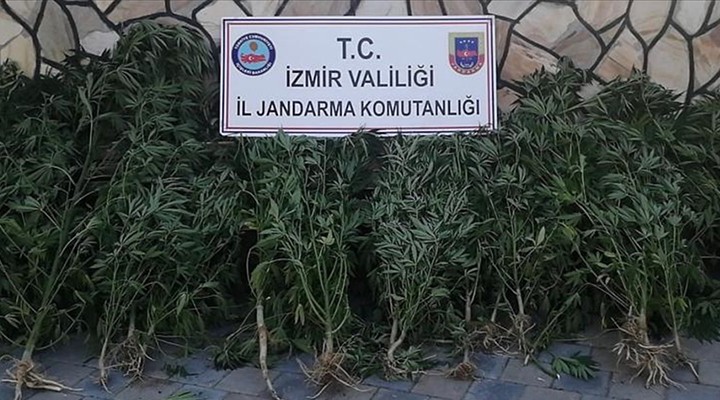 T.C.
İZMİR VALİLİĞİ
İL JANDARMA KOMUTANLIĞI